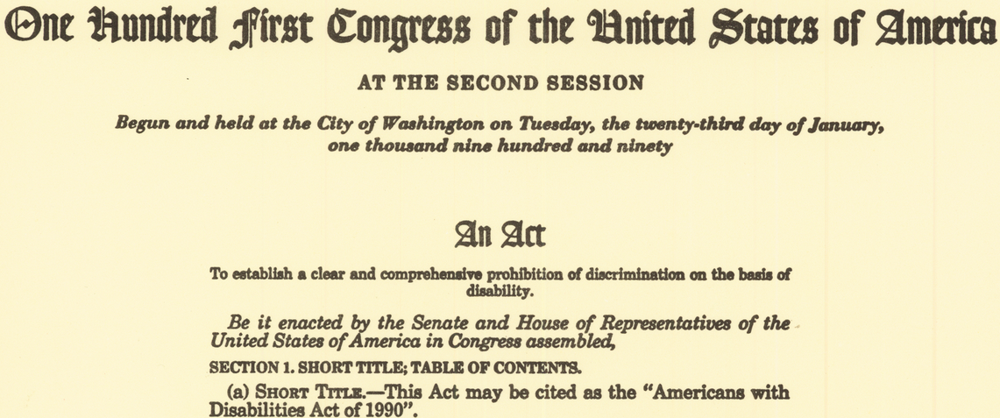 One Hundred First Congress of the United States of America
AT THE SECOND SESSION
Begun and held at the City of Washington on Tuesday, the twenty-third day of January,
one thousand nine hundred and ninety
An Act
To establish a clear and comprehensive prohibition of discrimination on the basis of
disability.
Be it enacted by the Senate and House of Representatives of the
United States of America in Congress assembled,
SECTION 1. SHORT TITLE; TABLE OF CONTENTS.
(a) SHORT TITLE.—This Act may be cited as the “Americans with
Disabilities Act of 1990”.